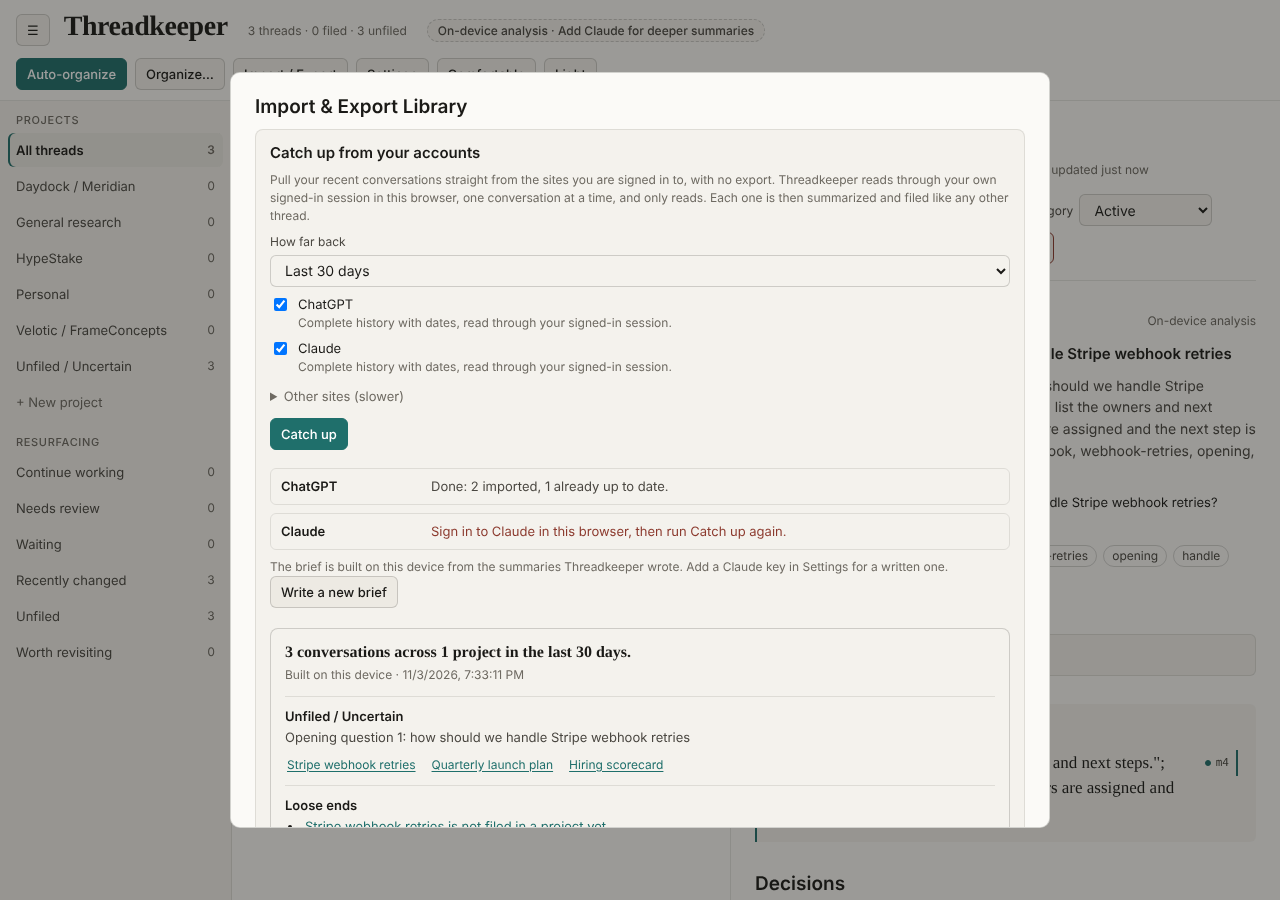 ☰ Threadkeeper 3 threads · 0 filed · 3 unfiled On-device analysis · Add Claude for deeper summaries
Auto-organize Organize...
PROJECTS
All threads 3
Daydock / Meridian 0
General research 0
HypeStake 0
Personal 0
Velotic / FrameConcepts 0
Unfiled / Uncertain 3
+ New project
RESURFACING
Continue working 0
Needs review 0
Waiting 0
Recently changed 3
Unfiled 3
Worth revisiting 0
Import & Export Library
Catch up from your accounts
Pull your recent conversations straight from the sites you are signed in to, with no export. Threadkeeper reads through your own
signed-in session in this browser, one conversation at a time, and only reads. Each one is then summarized and filed like any other
thread.
How far back
Last 30 days
ChatGPT
Complete history with dates, read through your signed-in session.
Claude
Complete history with dates, read through your signed-in session.
Other sites (slower)
Catch up
ChatGPT Done: 2 imported, 1 already up to date.
Claude Sign in to Claude in this browser, then run Catch up again.
The brief is built on this device from the summaries Threadkeeper wrote. Add a Claude key in Settings for a written one.
Write a new brief
3 conversations across 1 project in the last 30 days.
Built on this device · 11/3/2026, 7:33:11 PM
Unfiled / Uncertain
Opening question 1: how should we handle Stripe webhook retries
Stripe webhook retries Quarterly launch plan Hiring scorecard
Loose ends
Stripe webhook retries is not filed in a project yet
updated just now
Active
On-device analysis
Stripe webhook retries
should we handle Stripe
list the owners and next
assigned and the next step is
webhook-retries, opening,
Stripe webhook retries?
opening handle
and next steps."; m4
are assigned and
Decisions